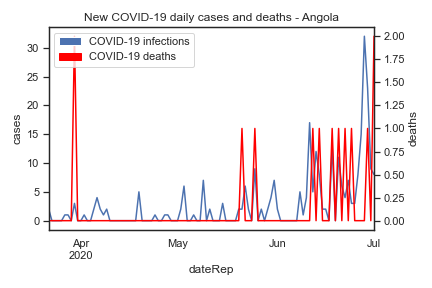 New COVID-19 daily cases and deaths - Angola
COVID-19 infections
COVID-19 deaths
cases
30
25
20
15
10
5
0
deaths
2.00
1.75
1.50
1.25
1.00
0.75
0.50
0.25
0.00
Apr
2020
May
Jun
Jul
dateRep